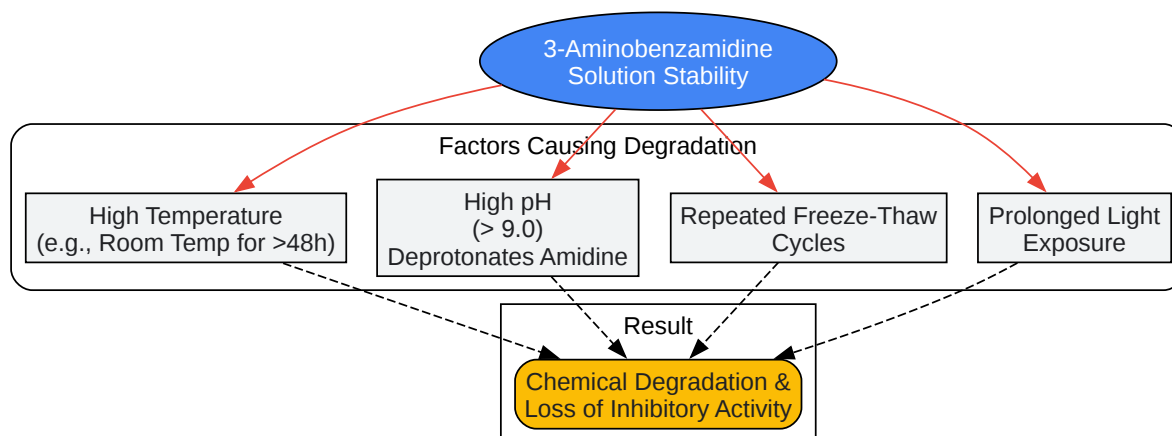 3-Aminobenzamidine
Solution Stability
Factors Causing Degradation
High Temperature
(e.g., Room Temp for >48h)
High pH
(> 9.0)
Deprotonates Amidine
Repeated Freeze-Thaw
Cycles
Prolonged Light
Exposure
Result
Chemical Degradation &
Loss of Inhibitory Activity